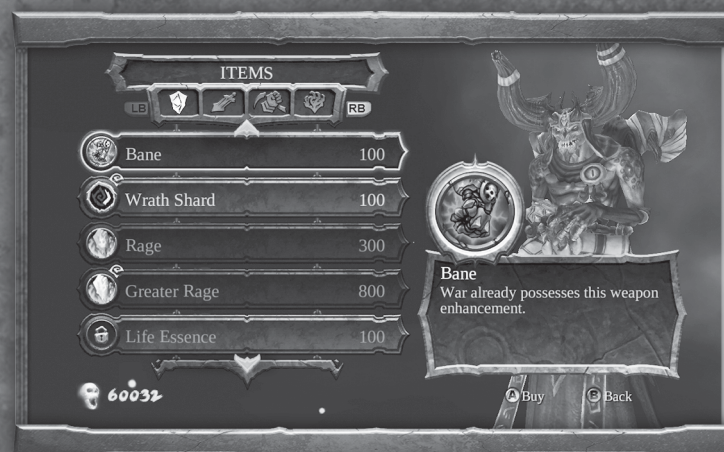 ITEMS
LB
RB
Bane 100
Wrath Shard 100
Rage 300
Greater Rage 800
Life Essence 100
60032
Bane
War already possesses this weapon
enhancement.
A Buy
B Back